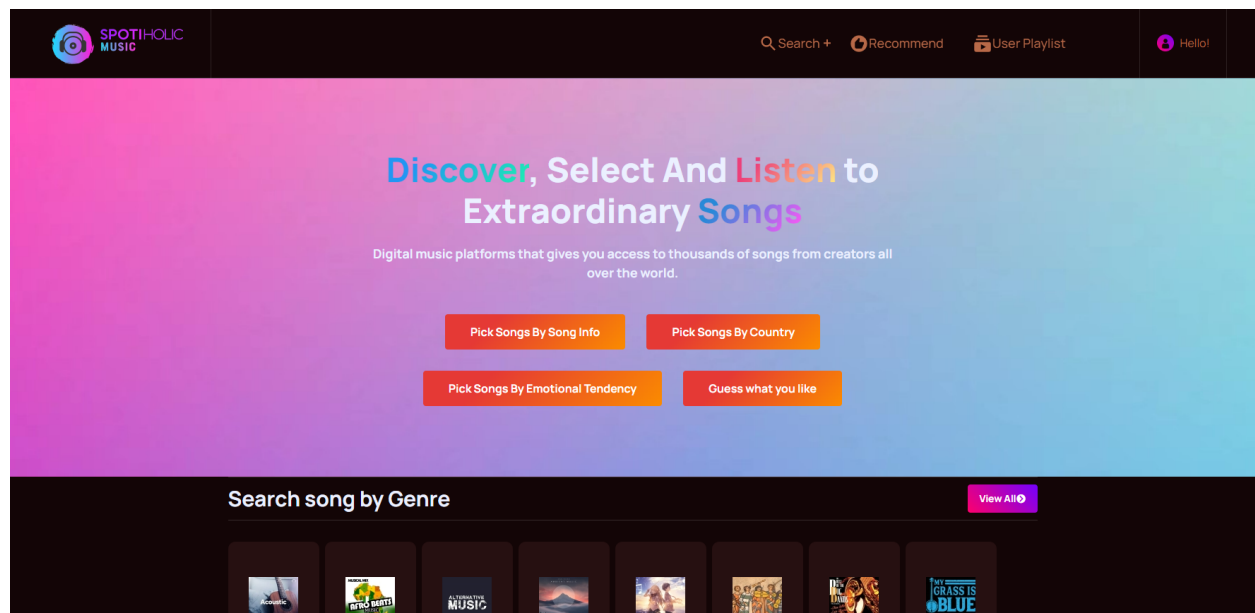 SPOTIHOLIC
MUSIC
Search +
Recommend
User Playlist
Hello!
Discover, Select And Listen to
Extraordinary Songs
Digital music platforms that gives you access to thousands of songs from creators all
over the world.
Pick Songs By Song Info
Pick Songs By Country
Pick Songs By Emotional Tendency
Guess what you like
Search song by Genre
View All
Acoustic
MUSICAL MIX
AFRO BEATS
ALTERNATIVE
MUSIC
MY
GRASS IS
BLUE